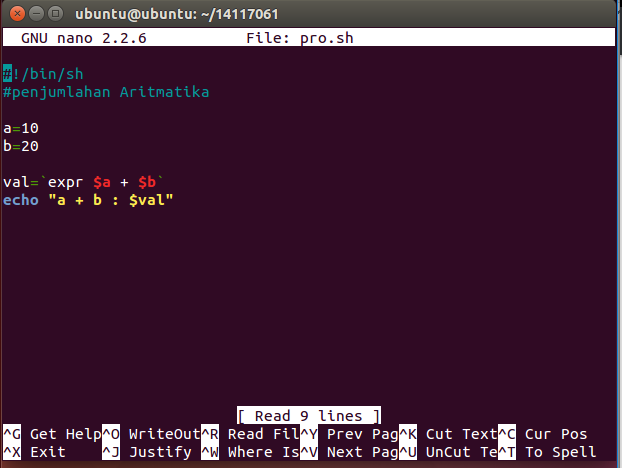 ubuntu@ubuntu: ~/14117061
GNU nano 2.2.6 File: pro.sh
#!/bin/sh
#penjumlahan Aritmatika
a=10
b=20
val=`expr $a + $b`
echo "a + b : $val"
[ Read 9 lines ]
^G Get Help^O WriteOut^R Read Fil^Y Prev Pag^K Cut Text^C Cur Pos
^X Exit ^J Justify ^W Where Is^V Next Pag^U UnCut Te^T To Spell